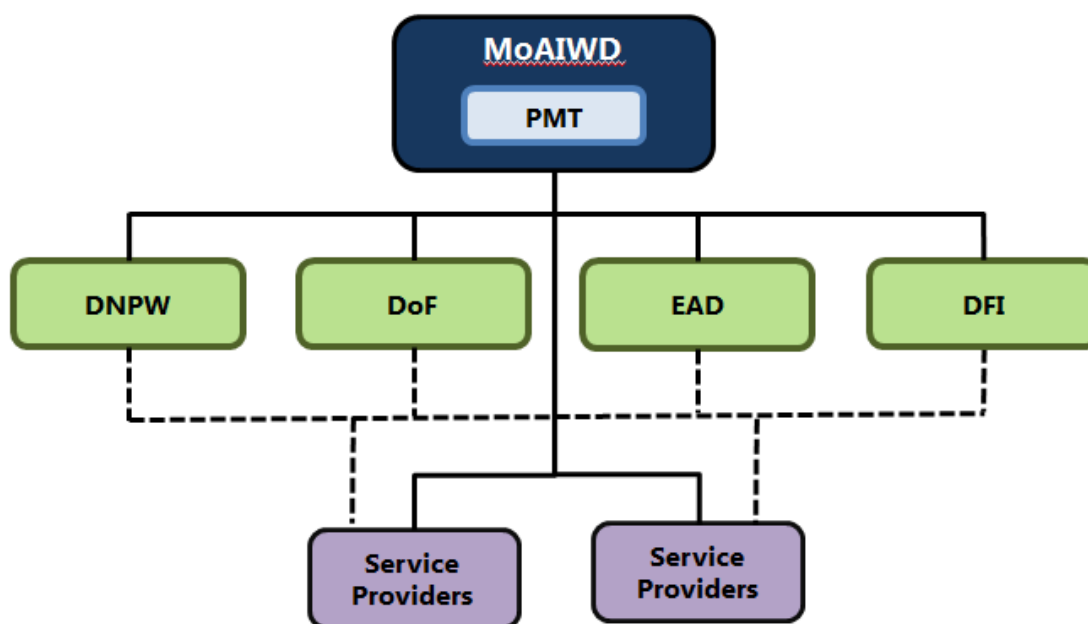 MoAIWD
PMT
DNPW
DoF
EAD
DFI
Service
Providers
Service
Providers